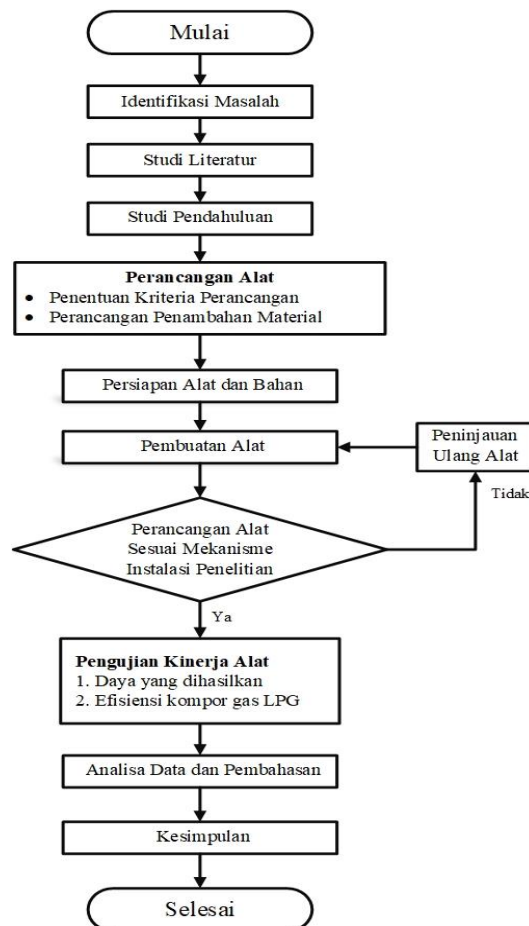 Mulai
Identifikasi Masalah
Studi Literatur
Studi Pendahuluan
Perancangan Alat
• Penentuan Kriteria Perancangan
• Perancangan Penambahan Material
Persiapan Alat dan Bahan
Pembuatan Alat
Peninjauan
Ulang Alat
Tidak
Perancangan Alat
Sesuai Mekanisme
Instalasi Penelitian
Ya
Pengujian Kinerja Alat
1. Daya yang dihasilkan
2. Efisiensi kompor gas LPG
Analisa Data dan Pembahasan
Kesimpulan
Selesai